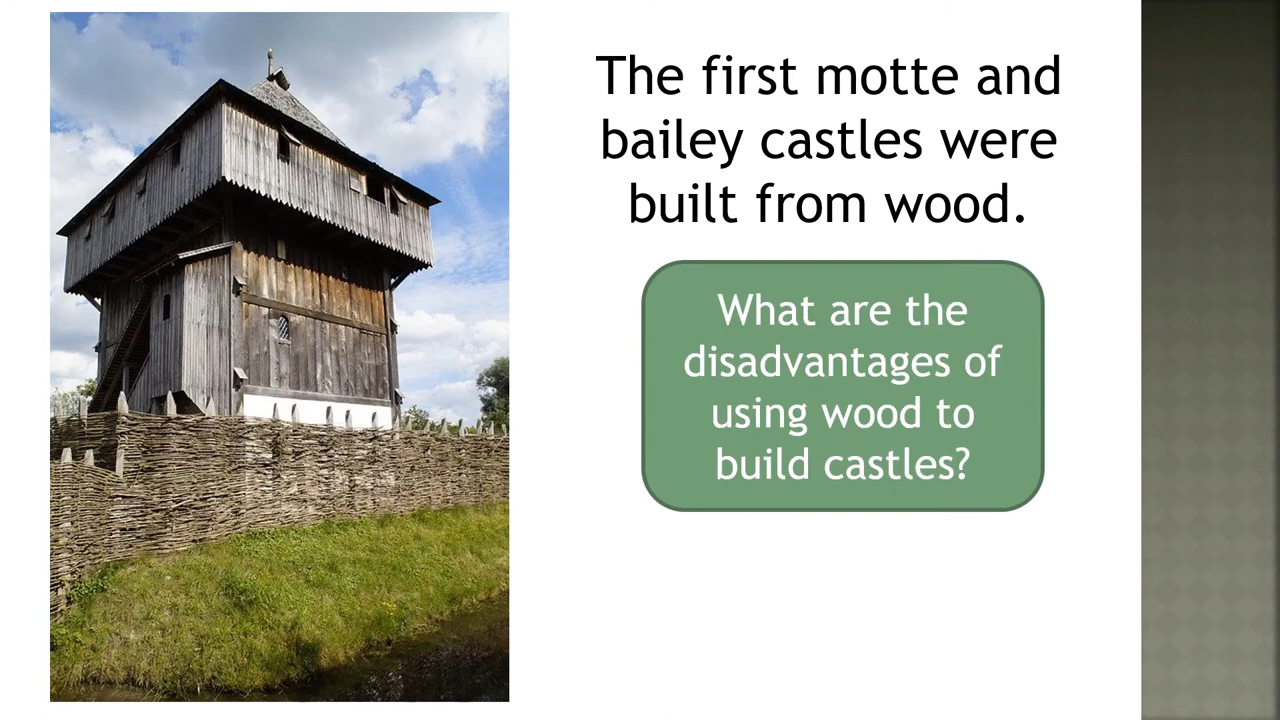 The first motte and
bailey castles were
built from wood.
What are the
disadvantages of
using wood to
build castles?